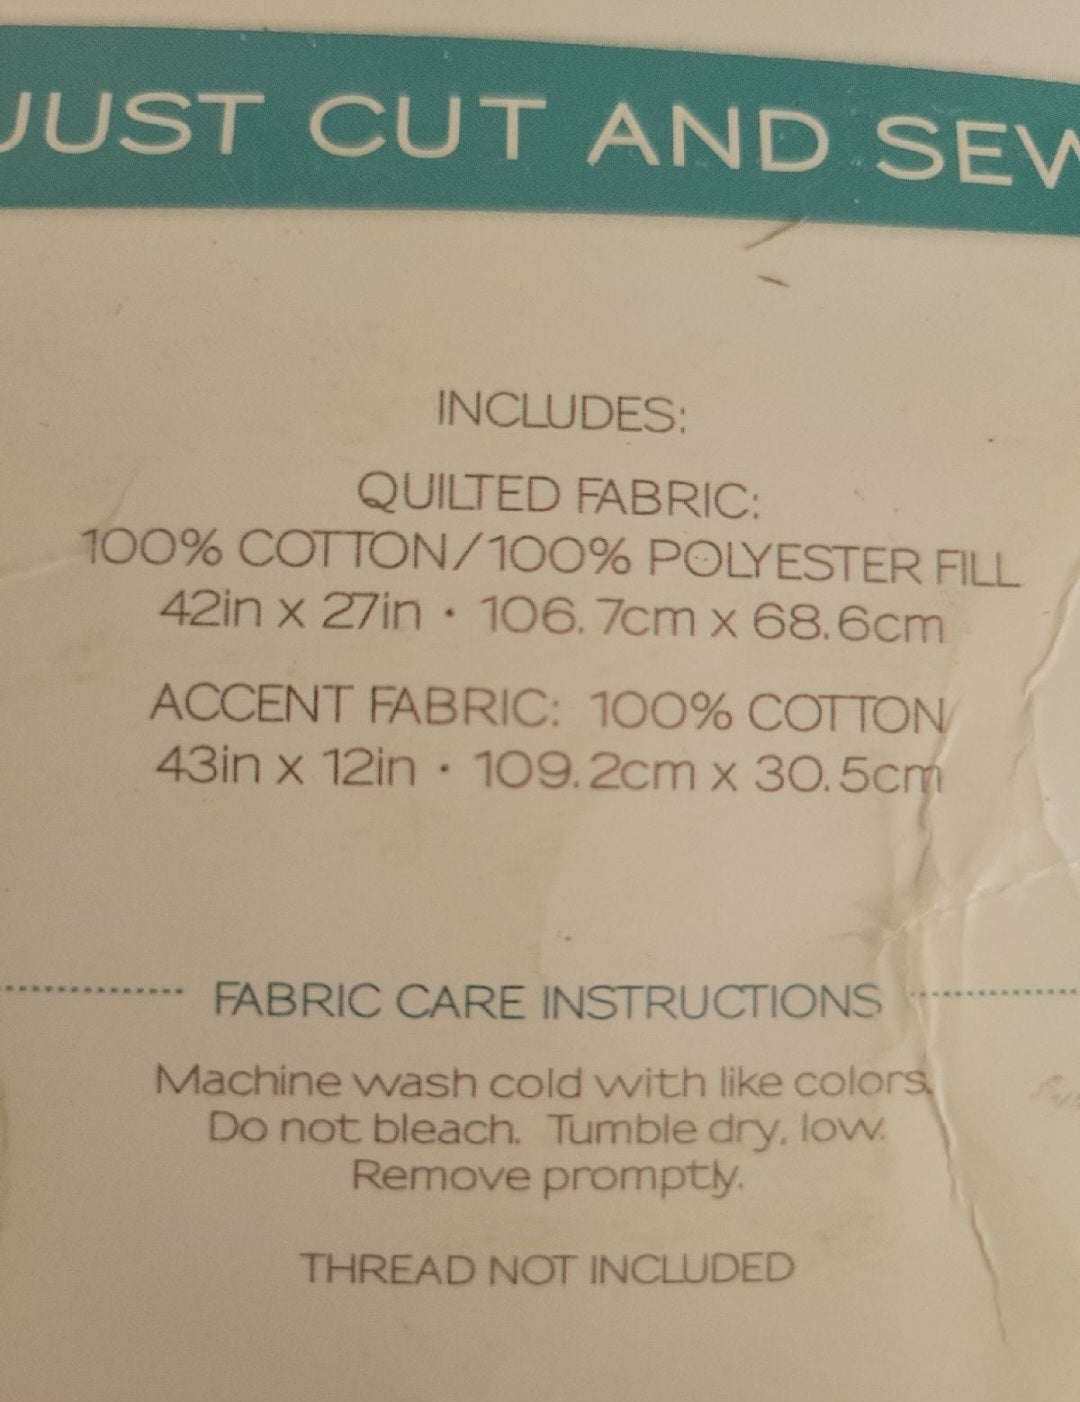 JUST CUT AND SEW
INCLUDES:
QUILTED FABRIC:
100% COTTON/100% POLYESTER FILL
42in x 27in • 106.7cm x 68.6cm
ACCENT FABRIC: 100% COTTON
43in x 12in • 109.2cm x 30.5cm
FABRIC CARE INSTRUCTIONS
Machine wash cold with like colors.
Do not bleach. Tumble dry, low.
Remove promptly.
THREAD NOT INCLUDED